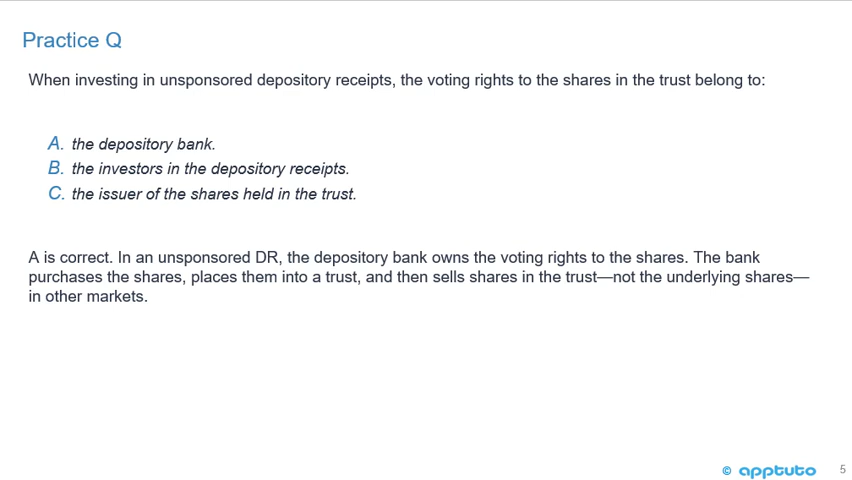 Practice Q
When investing in unsponsored depository receipts, the voting rights to the shares in the trust belong to:
A. the depository bank.
B. the investors in the depository receipts.
C. the issuer of the shares held in the trust.
A is correct. In an unsponsored DR, the depository bank owns the voting rights to the shares. The bank
purchases the shares, places them into a trust, and then sells shares in the trust—not the underlying shares—
in other markets.
© apptuto 5